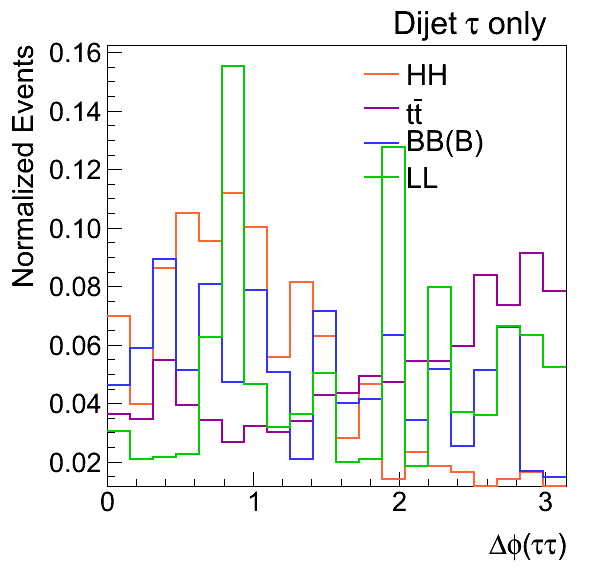 Dijet τ only
Normalized Events
0.16
0.14
0.12
0.10
0.08
0.06
0.04
0.02
HH
tt̄
BB(B)
LL
0 1 2 3
Δϕ(ττ)